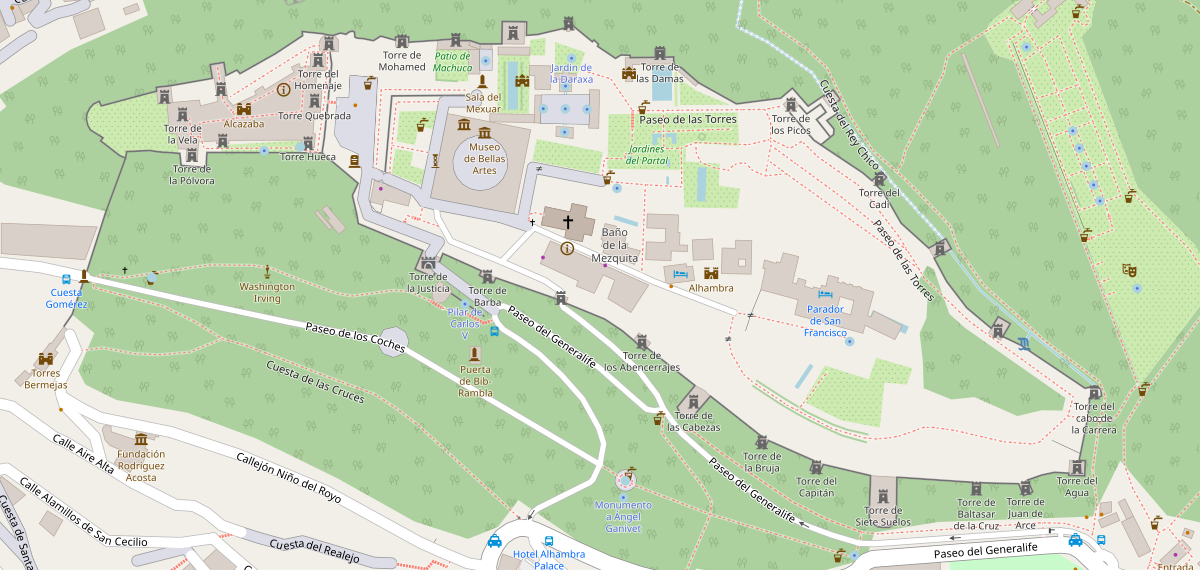 Torre de
Mohamed
Patio de
Machuca
Torre del
Homenaje
Jardín de
la Daraxa
Torre de
las Damas
Sala del
Mexuar
Torre Quebrada
Alcazaba
Torre de
la Vela
Paseo de las Torres
Torre de
los Picos
Cuesta del Rey Chico
Museo
de Bellas
Artes
Jardines
del Partal
Torre Hueca
Torre de
la Pólvora
Torre del
Cadí
Baño
de la
Mezquita
Paseo de las Torres
Torre de
la Justicia
Washington
Irving
Cuesta
Gomérez
Torre de
Barba
Alhambra
Parador
de San
Francisco
Pilar de
Carlos
V
Paseo del Generalife
Paseo de los Coches
Torre de
los Abencerrajes
Puerta
de Bib-
Rambla
Torres
Bermejas
Cuesta de las Cruces
Torre de
las Cabezas
Torre del
cabo de
la Carrera
Fundación
Rodríguez
Acosta
Calle Aire Alta
Callejón Niño del Royo
Torre de
la Bruja
Torre del
Capitán
Torre del
Agua
Paseo del Generalife
Calle Alamillos de San Cecilio
Cuesta de Santa
Monumento
a Ángel
Ganivet
Torre de
Siete Suelos
Torre de
Baltasar
de la Cruz
Torre de
Juan de
Arce
Cuesta del Realejo
Hotel Alhambra
Palace
Paseo del Generalife
Entrada